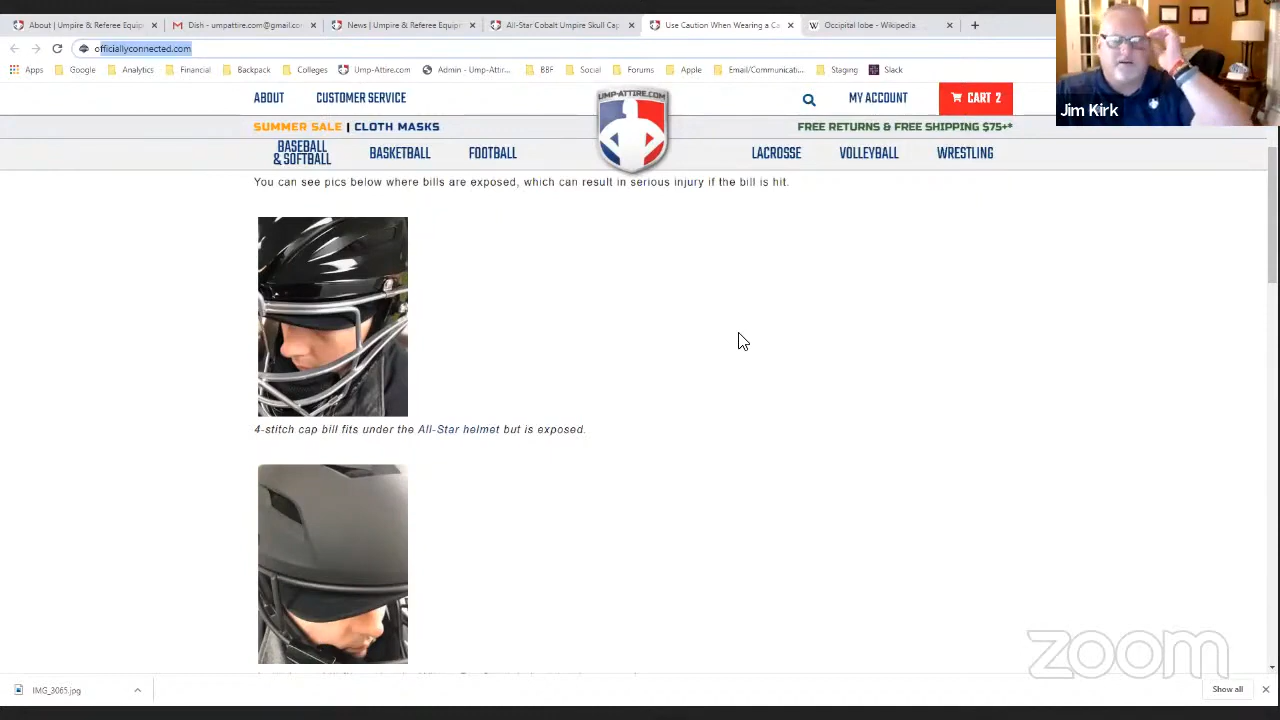 About | Umpire & Referee Equip
Dish - umpattire.com@gmail.co
News | Umpire & Referee Equip
All-Star Cobalt Umpire Skull Ca
Use Caution When Wearing a Ca
Occipital lobe - Wikipedia
officiallyconnected.com
Apps
Google
Analytics
Financial
Backpack
Colleges
Ump-Attire.com
Admin - Ump-Attir...
BBF
Social
Forums
Apple
Email/Communicati...
Staging
Slack
Jim Kirk
ABOUT
CUSTOMER SERVICE
UMP-ATTIRE.COM
MY ACCOUNT
CART 2
SUMMER SALE | CLOTH MASKS
FREE RETURNS & FREE SHIPPING $75+*
BASEBALL
& SOFTBALL
BASKETBALL
FOOTBALL
LACROSSE
VOLLEYBALL
WRESTLING
You can see pics below where bills are exposed, which can result in serious injury if the bill is hit.
4-stitch cap bill fits under the All-Star helmet but is exposed.
zoom
IMG_3065.jpg
Show all